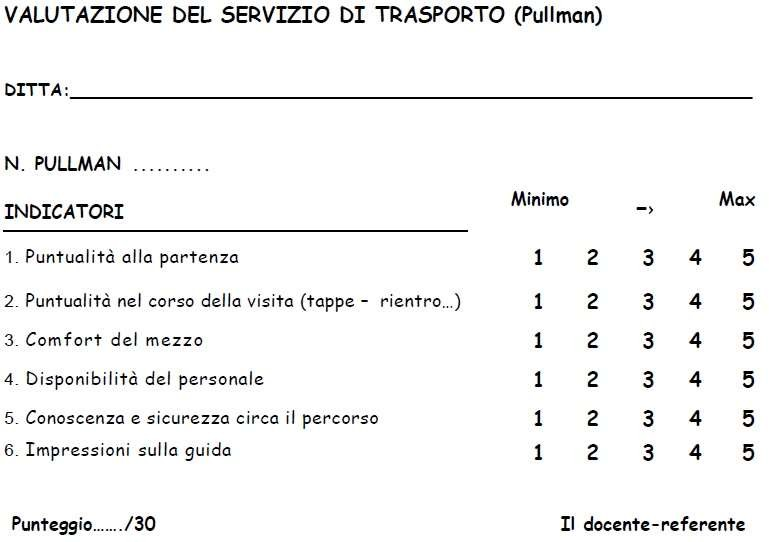 VALUTAZIONE DEL SERVIZIO DI TRASPORTO (Pullman)
DITTA:______________________________
N. PULLMAN ..........
Minimo –› Max
INDICATORI
1. Puntualità alla partenza 1 2 3 4 5
2. Puntualità nel corso della visita (tappe – rientro…) 1 2 3 4 5
3. Comfort del mezzo 1 2 3 4 5
4. Disponibilità del personale 1 2 3 4 5
5. Conoscenza e sicurezza circa il percorso 1 2 3 4 5
6. Impressioni sulla guida 1 2 3 4 5
Punteggio……./30 Il docente-referente